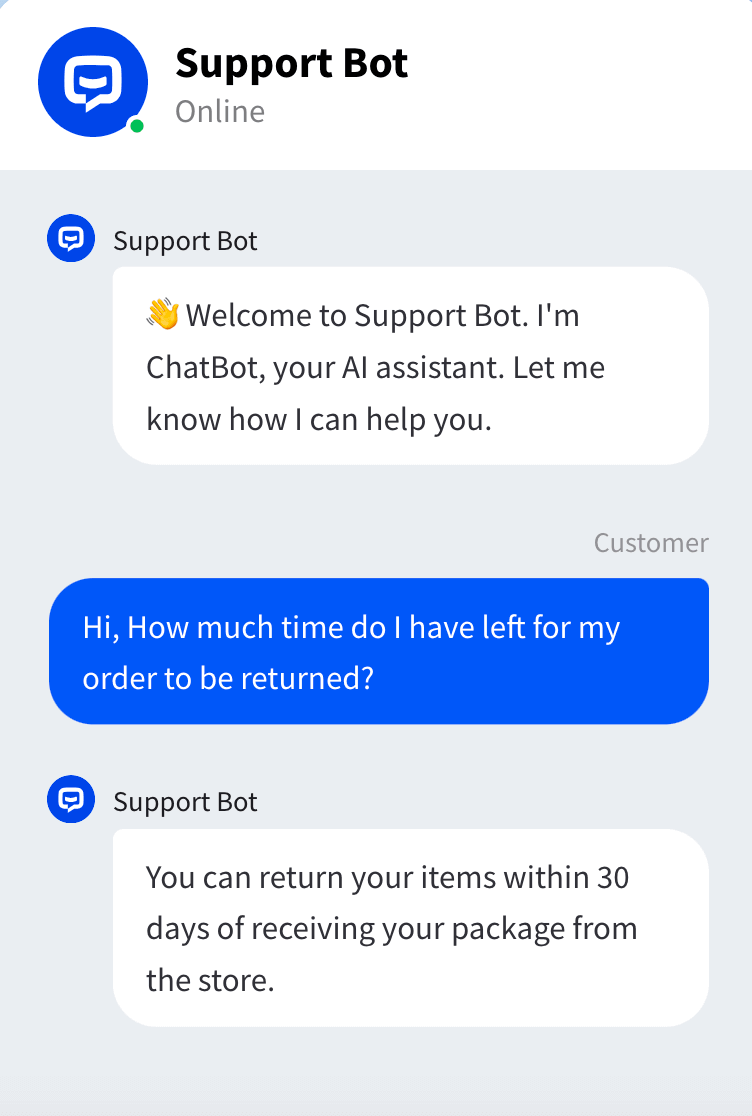 Support Bot
Online
Support Bot
👋 Welcome to Support Bot. I'm
ChatBot, your AI assistant. Let me
know how I can help you.
Customer
Hi, How much time do I have left for my
order to be returned?
Support Bot
You can return your items within 30
days of receiving your package from
the store.